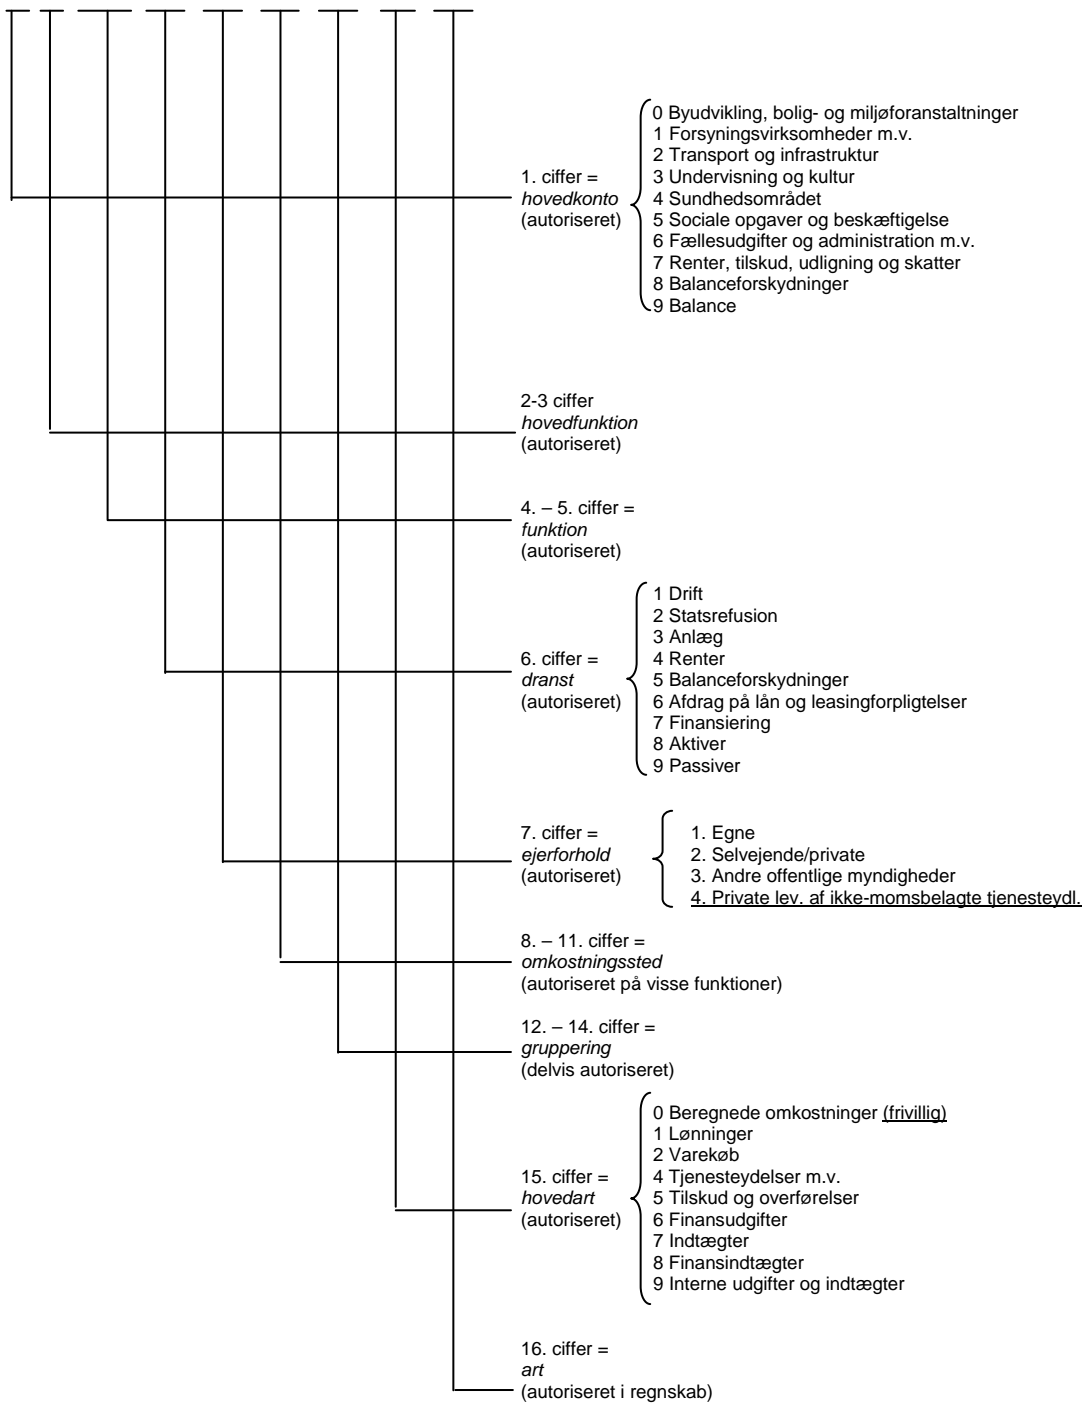 1. ciffer =
hovedkonto
(autoriseret)
0 Byudvikling, bolig- og miljøforanstaltninger
1 Forsyningsvirksomheder m.v.
2 Transport og infrastruktur
3 Undervisning og kultur
4 Sundhedsområdet
5 Sociale opgaver og beskæftigelse
6 Fællesudgifter og administration m.v.
7 Renter, tilskud, udligning og skatter
8 Balanceforskydninger
9 Balance
2-3 ciffer
hovedfunktion
(autoriseret)
4. – 5. ciffer =
funktion
(autoriseret)
6. ciffer =
dranst
(autoriseret)
1 Drift
2 Statsrefusion
3 Anlæg
4 Renter
5 Balanceforskydninger
6 Afdrag på lån og leasingforpligtelser
7 Finansiering
8 Aktiver
9 Passiver
7. ciffer =
ejerforhold
(autoriseret)
1. Egne
2. Selvejende/private
3. Andre offentlige myndigheder
4. Private lev. af ikke-momsbelagte tjenesteydl.
8. – 11. ciffer =
omkostningssted
(autoriseret på visse funktioner)
12. – 14. ciffer =
gruppering
(delvis autoriseret)
15. ciffer =
hovedart
(autoriseret)
0 Beregnede omkostninger (frivillig)
1 Lønninger
2 Varekøb
4 Tjenesteydelser m.v.
5 Tilskud og overførelser
6 Finansudgifter
7 Indtægter
8 Finansindtægter
9 Interne udgifter og indtægter
16. ciffer =
art
(autoriseret i regnskab)